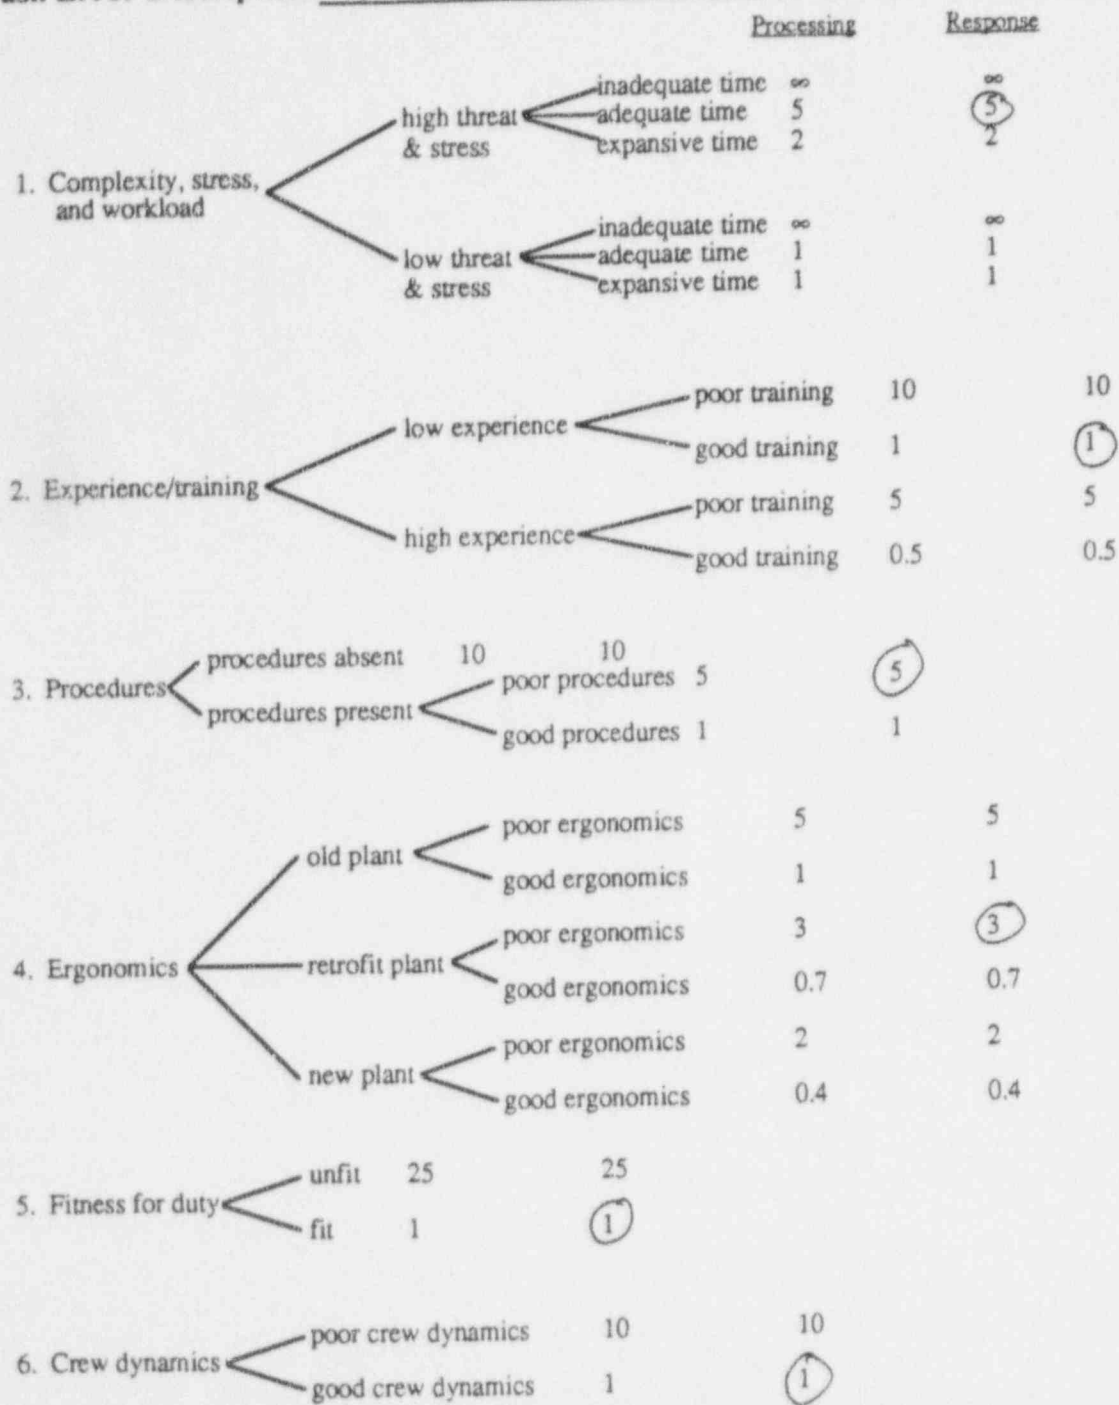 Processing Response
inadequate time ∞ ∞
high threat adequate time 5 5
& stress expansive time 2 2
1. Complexity, stress,
and workload
inadequate time ∞ ∞
low threat adequate time 1 1
& stress expansive time 1 1
poor training 10 10
low experience
good training 1 1
2. Experience/training
poor training 5 5
high experience
good training 0.5 0.5
procedures absent 10 10
3. Procedures poor procedures 5 5
procedures present
good procedures 1 1
poor ergonomics 5 5
old plant
good ergonomics 1 1
poor ergonomics 3 3
4. Ergonomics retrofit plant
good ergonomics 0.7 0.7
poor ergonomics 2 2
new plant
good ergonomics 0.4 0.4
unfit 25 25
5. Fitness for duty
fit 1 1
poor crew dynamics 10 10
6. Crew dynamics
good crew dynamics 1 1